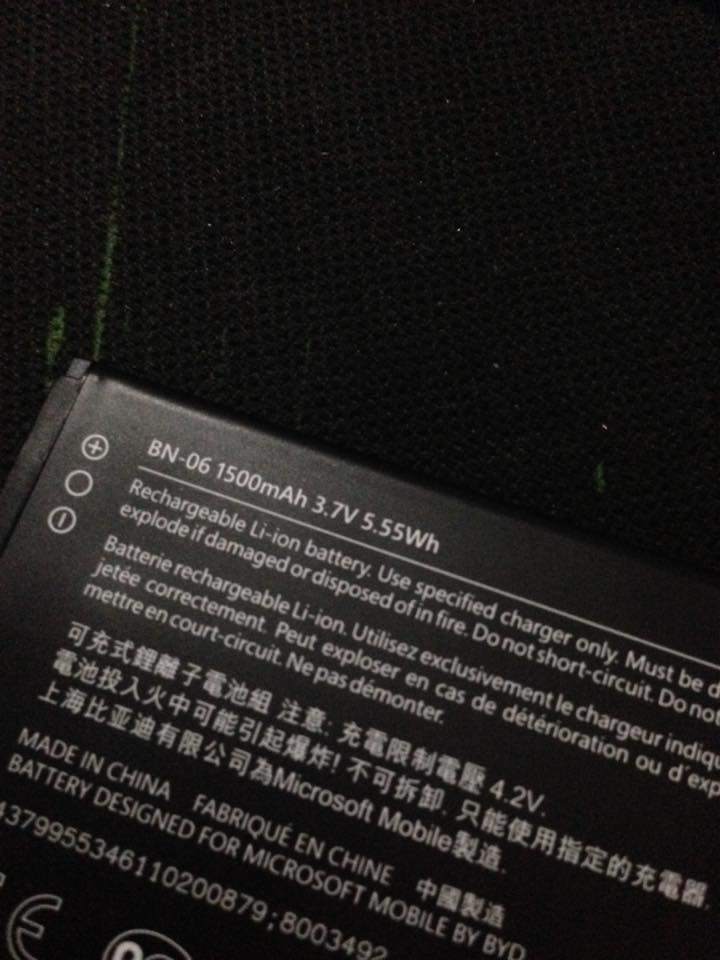 BN-06 1500mAh 3.7V 5.55Wh
Rechargeable Li-ion battery. Use specified charger only. Must be
explode if damaged or disposed of in fire. Do not short-circuit. Do not
Batterie rechargeable Li-ion. Utilisez exclusivement le chargeur
jetée correctement. Peut exploser en cas de détérioration ou
mettre en court-circuit. Ne pas démonter.
可充式鋰離子電池組 注意: 充電限制電壓 4.2V.
電池投入火中可能引起爆炸! 不可拆卸. 只能使用指定的充電器.
上海比亚迪有限公司為Microsoft Mobile製造.
MADE IN CHINA FABRIQUÉ EN CHINE 中國製造
BATTERY DESIGNED FOR MICROSOFT MOBILE BY BYD
4379955346110200879;8003492
CE